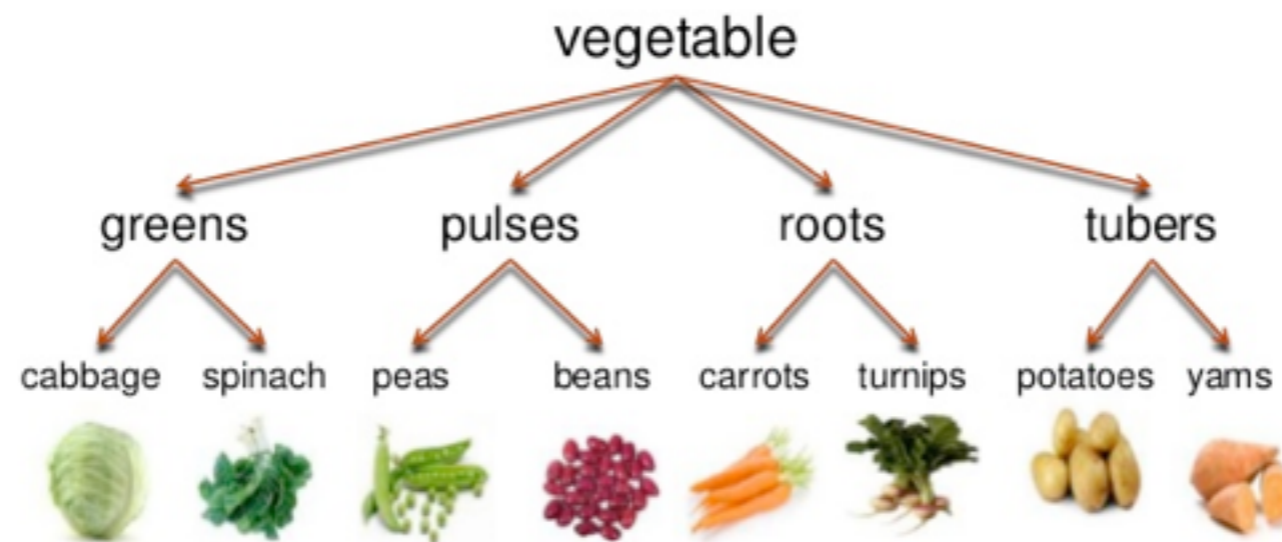 vegetable
greens pulses roots tubers
cabbage spinach peas beans carrots turnips potatoes yams